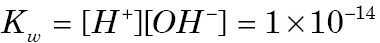 K_w = [H⁺][OH⁻] = 1×10⁻¹⁴